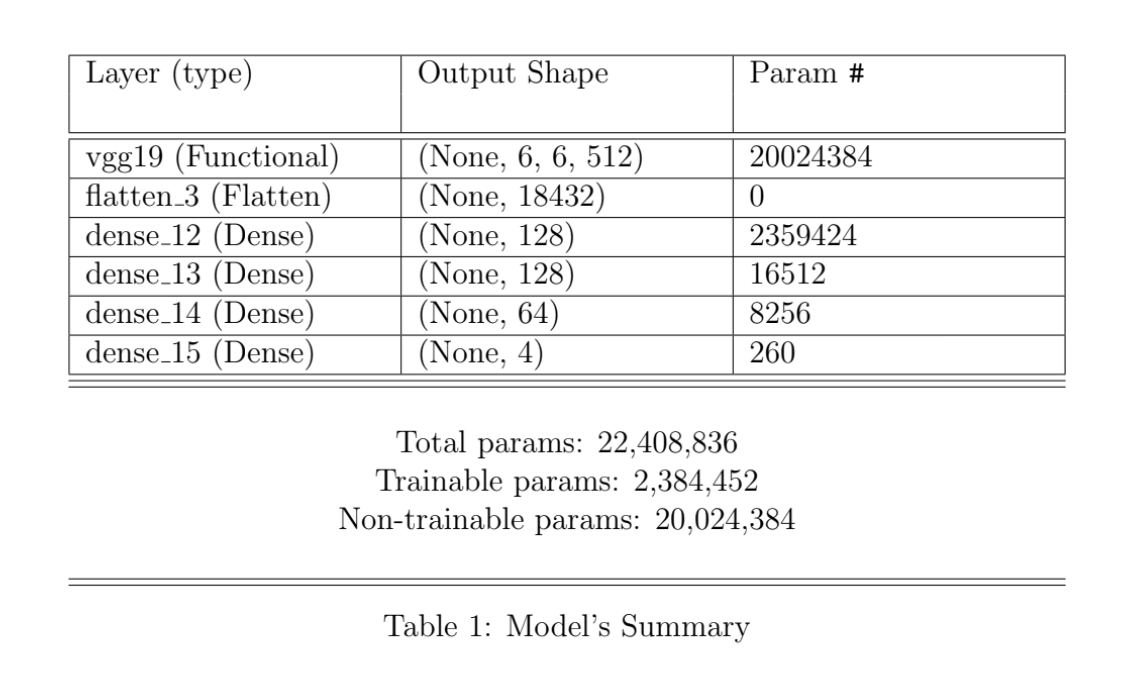 Layer (type) Output Shape Param #
vgg19 (Functional) (None, 6, 6, 512) 20024384
flatten_3 (Flatten) (None, 18432) 0
dense_12 (Dense) (None, 128) 2359424
dense_13 (Dense) (None, 128) 16512
dense_14 (Dense) (None, 64) 8256
dense_15 (Dense) (None, 4) 260
Total params: 22,408,836
Trainable params: 2,384,452
Non-trainable params: 20,024,384
Table 1: Model's Summary